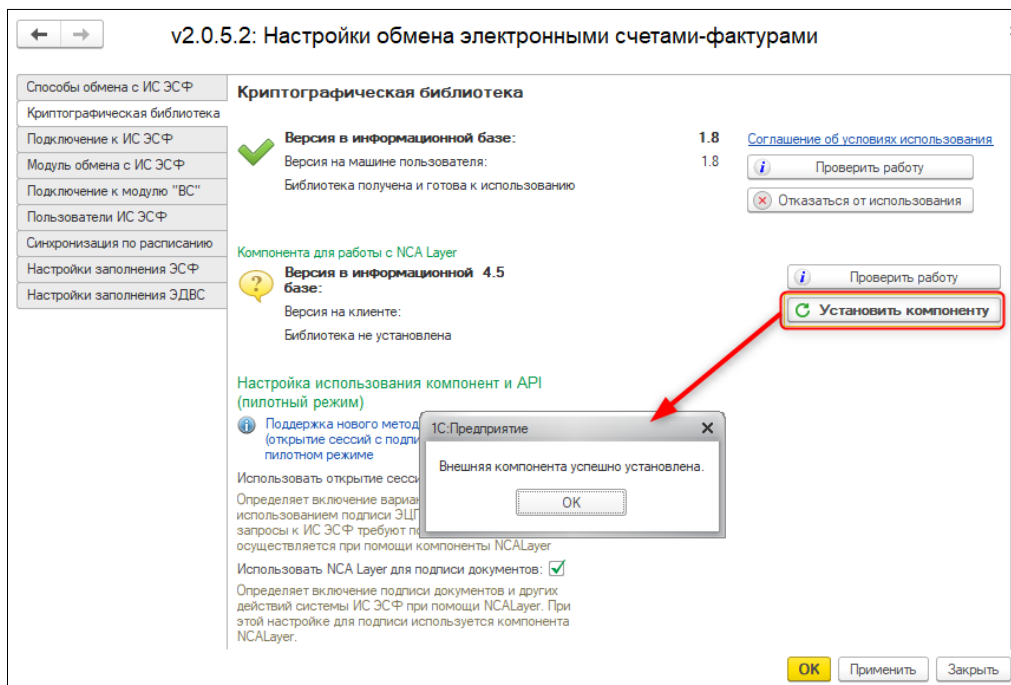 v2.0.5.2: Настройки обмена электронными счетами-фактурами
Способы обмена с ИС ЭСФ
Криптографическая библиотека
Подключение к ИС ЭСФ
Модуль обмена с ИС ЭСФ
Подключение к модулю "ВС"
Пользователи ИС ЭСФ
Синхронизация по расписанию
Настройки заполнения ЭСФ
Настройки заполнения ЭДВС
Криптографическая библиотека
Версия в информационной базе: 1.8
Версия на машине пользователя: 1.8
Библиотека получена и готова к использованию
Соглашение об условиях использования
Проверить работу
Отказаться от использования
Компонента для работы с NCA Layer
Версия в информационной 4.5
базе:
Версия на клиенте:
Библиотека не установлена
Проверить работу
Установить компоненту
Настройка использования компонент и API
(пилотный режим)
Поддержка нового метод
(открытие сессий с подпи
пилотном режиме
Использовать открытие сесси
Определяет включение вариан
использованием подписи ЭЦП
запросы к ИС ЭСФ требуют по
осуществляется при помощи компоненты NCALayer
Использовать NCA Layer для подписи документов:
Определяет включение подписи документов и других
действий системы ИС ЭСФ при помощи NCALayer. При
этой настройке для подписи используется компонента
NCALayer.
1С:Предприятие
Внешняя компонента успешно установлена.
OK
OK
Применить
Закрыть